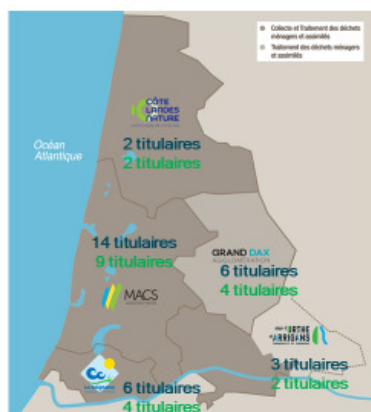 Collecte et Traitement des déchets
ménagers et assimilés
Traitement des déchets ménagers
et assimilés
CÔTE
LANDES
NATURE
Océan
Atlantique
2 titulaires
2 titulaires
14 titulaires
9 titulaires
GRAND DAX
AGGLOMÉRATION
6 titulaires
4 titulaires
MACS
ORTHE
ARRIGANS
3 titulaires
2 titulaires
6 titulaires
4 titulaires